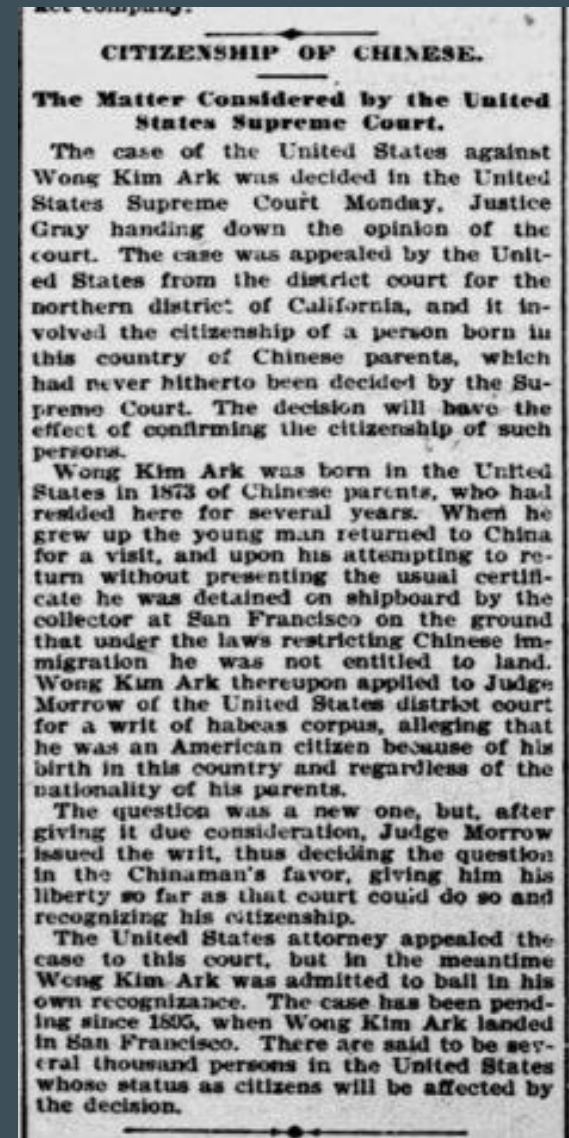 CITIZENSHIP OF CHINESE.
The Matter Considered by the United
States Supreme Court.
The case of the United States against
Wong Kim Ark was decided in the United
States Supreme Court Monday, Justice
Gray handing down the opinion of the
court. The case was appealed by the Unit-
ed States from the district court for the
northern district of California, and it in-
volved the citizenship of a person born in
this country of Chinese parents, which
had never hitherto been decided by the Su-
preme Court. The decision will have the
effect of confirming the citizenship of such
persons.
Wong Kim Ark was born in the United
States in 1873 of Chinese parents, who had
resided here for several years. When he
grew up the young man returned to China
for a visit, and upon his attempting to re-
turn without presenting the usual certifi-
cate he was detained on shipboard by the
collector at San Francisco on the ground
that under the laws restricting Chinese im-
migration he was not entitled to land.
Wong Kim Ark thereupon applied to Judge
Morrow of the United States district court
for a writ of habeas corpus, alleging that
he was an American citizen because of his
birth in this country and regardless of the
nationality of his parents.
The question was a new one, but, after
giving it due consideration, Judge Morrow
issued the writ, thus deciding the question
in the Chinaman's favor, giving him his
liberty so far as that court could do so and
recognizing his citizenship.
The United States attorney appealed the
case to this court, but in the meantime
Wong Kim Ark was admitted to bail in his
own recognizance. The case has been pend-
ing since 1895, when Wong Kim Ark landed
in San Francisco. There are said to be sev-
eral thousand persons in the United States
whose status as citizens will be affected by
the decision.